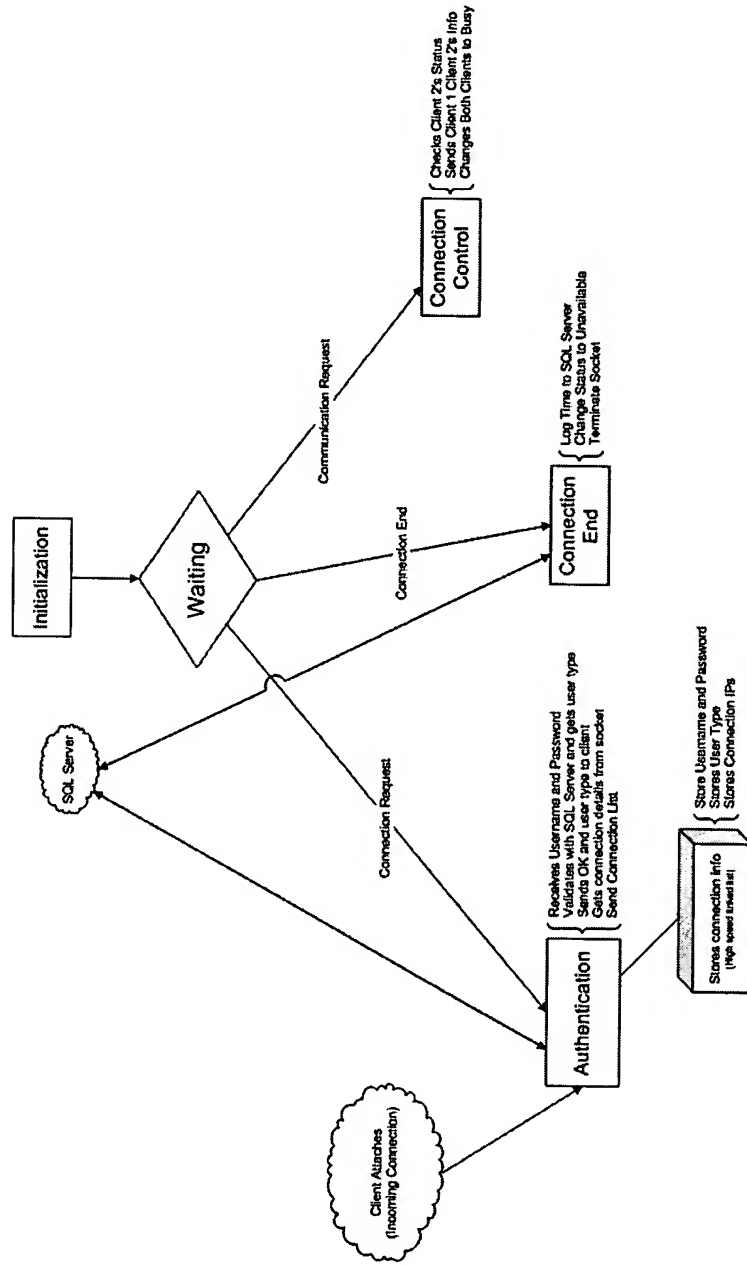 Initialization
Waiting
SQL Server
Communication Request
Connection End
Connection Request
Connection
Control
Checks Client 2's Status
Sends Client 1 Client 2's Info
Changes Both Clients to Busy
Connection
End
Log Time to SQL Server
Change Status to Unavailable
Terminate Socket
Client Attaches
(Incoming Connection)
Authentication
Receives Username and Password
Validates with SQL Server and gets user type
Sends OK and user type to client
Gets connection details from socket
Send Connection List
Stores connection info
(High speed linked list)
Store Username and Password
Stores User Type
Stores Connection IPs